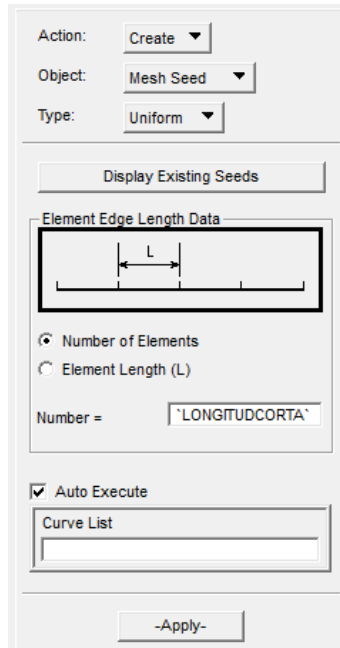 Action: Create
Object: Mesh Seed
Type: Uniform
Display Existing Seeds
Element Edge Length Data
L
Number of Elements
Element Length (L)
Number = `LONGITUDCORTA`
Auto Execute
Curve List
-Apply-